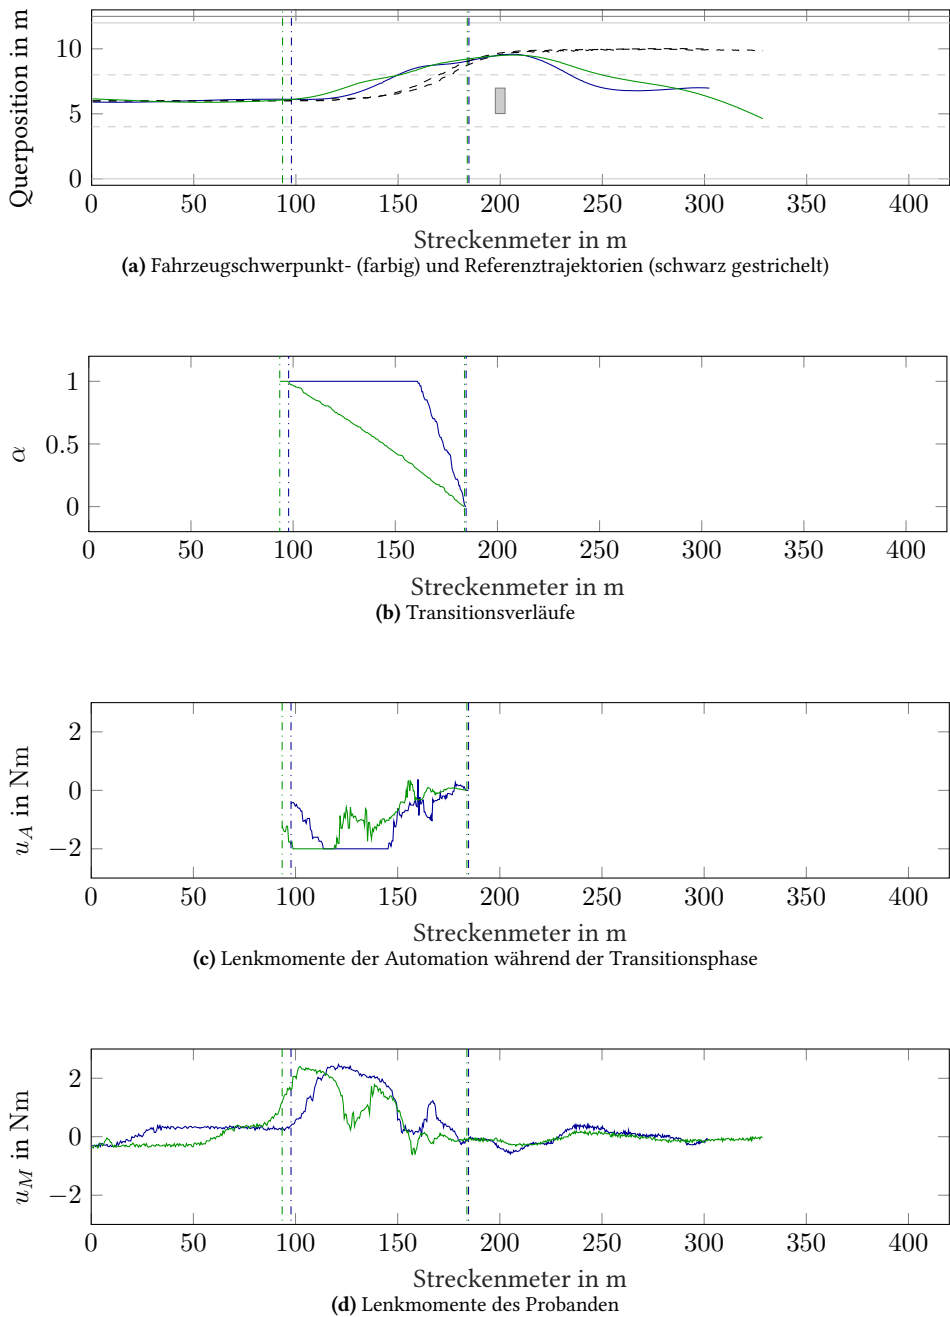 Querposition in m
10
5
0
0 50 100 150 200 250 300 350 400
Streckenmeter in m
(a) Fahrzeugschwerpunkt- (farbig) und Referenztrajektorien (schwarz gestrichelt)
α
1
0.5
0
0 50 100 150 200 250 300 350 400
Streckenmeter in m
(b) Transitionsverläufe
u_A in Nm
2
0
−2
0 50 100 150 200 250 300 350 400
Streckenmeter in m
(c) Lenkmomente der Automation während der Transitionsphase
u_M in Nm
2
0
−2
0 50 100 150 200 250 300 350 400
Streckenmeter in m
(d) Lenkmomente des Probanden